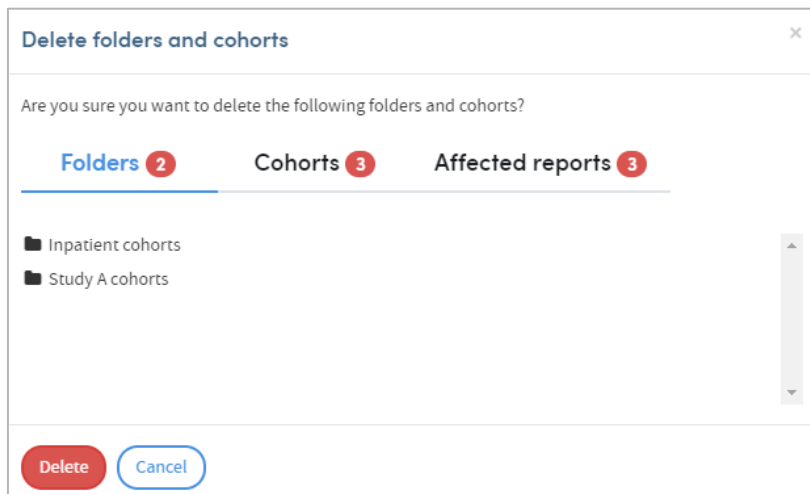 Delete folders and cohorts
×
Are you sure you want to delete the following folders and cohorts?
Folders 2 Cohorts 3 Affected reports 3
Inpatient cohorts
Study A cohorts
Delete Cancel